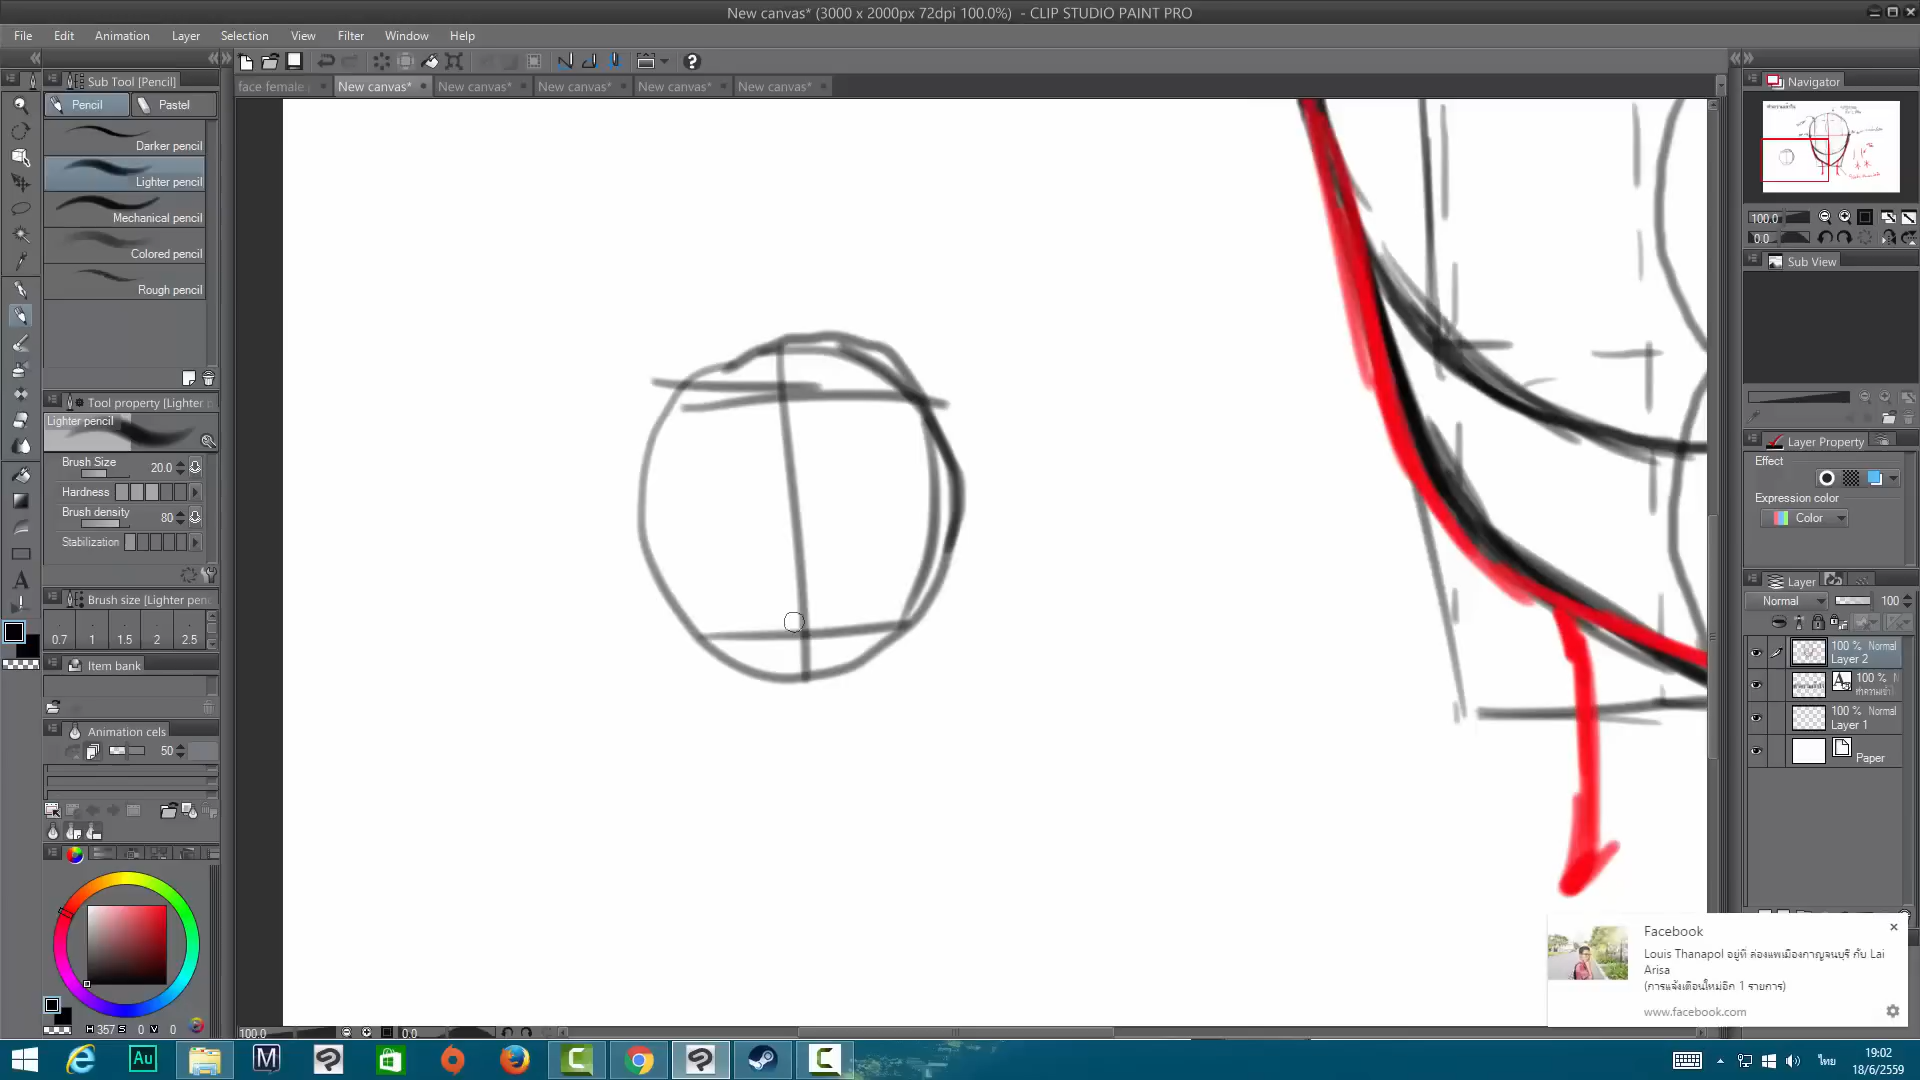 New canvas* (3000 x 2000px 72dpi 100.0%) - CLIP STUDIO PAINT PRO
File Edit Animation Layer Selection View Filter Window Help
face female New canvas* New canvas* New canvas* New canvas* New canvas*
Sub Tool [Pencil]
Pencil Pastel
Darker pencil
Lighter pencil
Mechanical pencil
Colored pencil
Rough pencil
Tool property [Lighter p
Lighter pencil
Brush Size 20.0
Hardness
Brush density 80
Stabilization
Brush size [Lighter pen
0.7 1 1.5 2 2.5
Item bank
Animation cels
50
H 357 S 0 V 0
100.0 0.0
Navigator
100.0
0.0
Sub View
Layer Property
Effect
Expression color
Color
Layer
Normal 100
100 % Normal
Layer 2
100 %
100 % Normal
Layer 1
Paper
Facebook
Louis Thanapol อยู่ที่ ล่องแพเมืองกาญจนบุรี กับ Lai
Arisa
(การแจ้งเตือนใหม่อีก 1 รายการ)
www.facebook.com
Au M C C
ไทย
19:02
18/6/2559